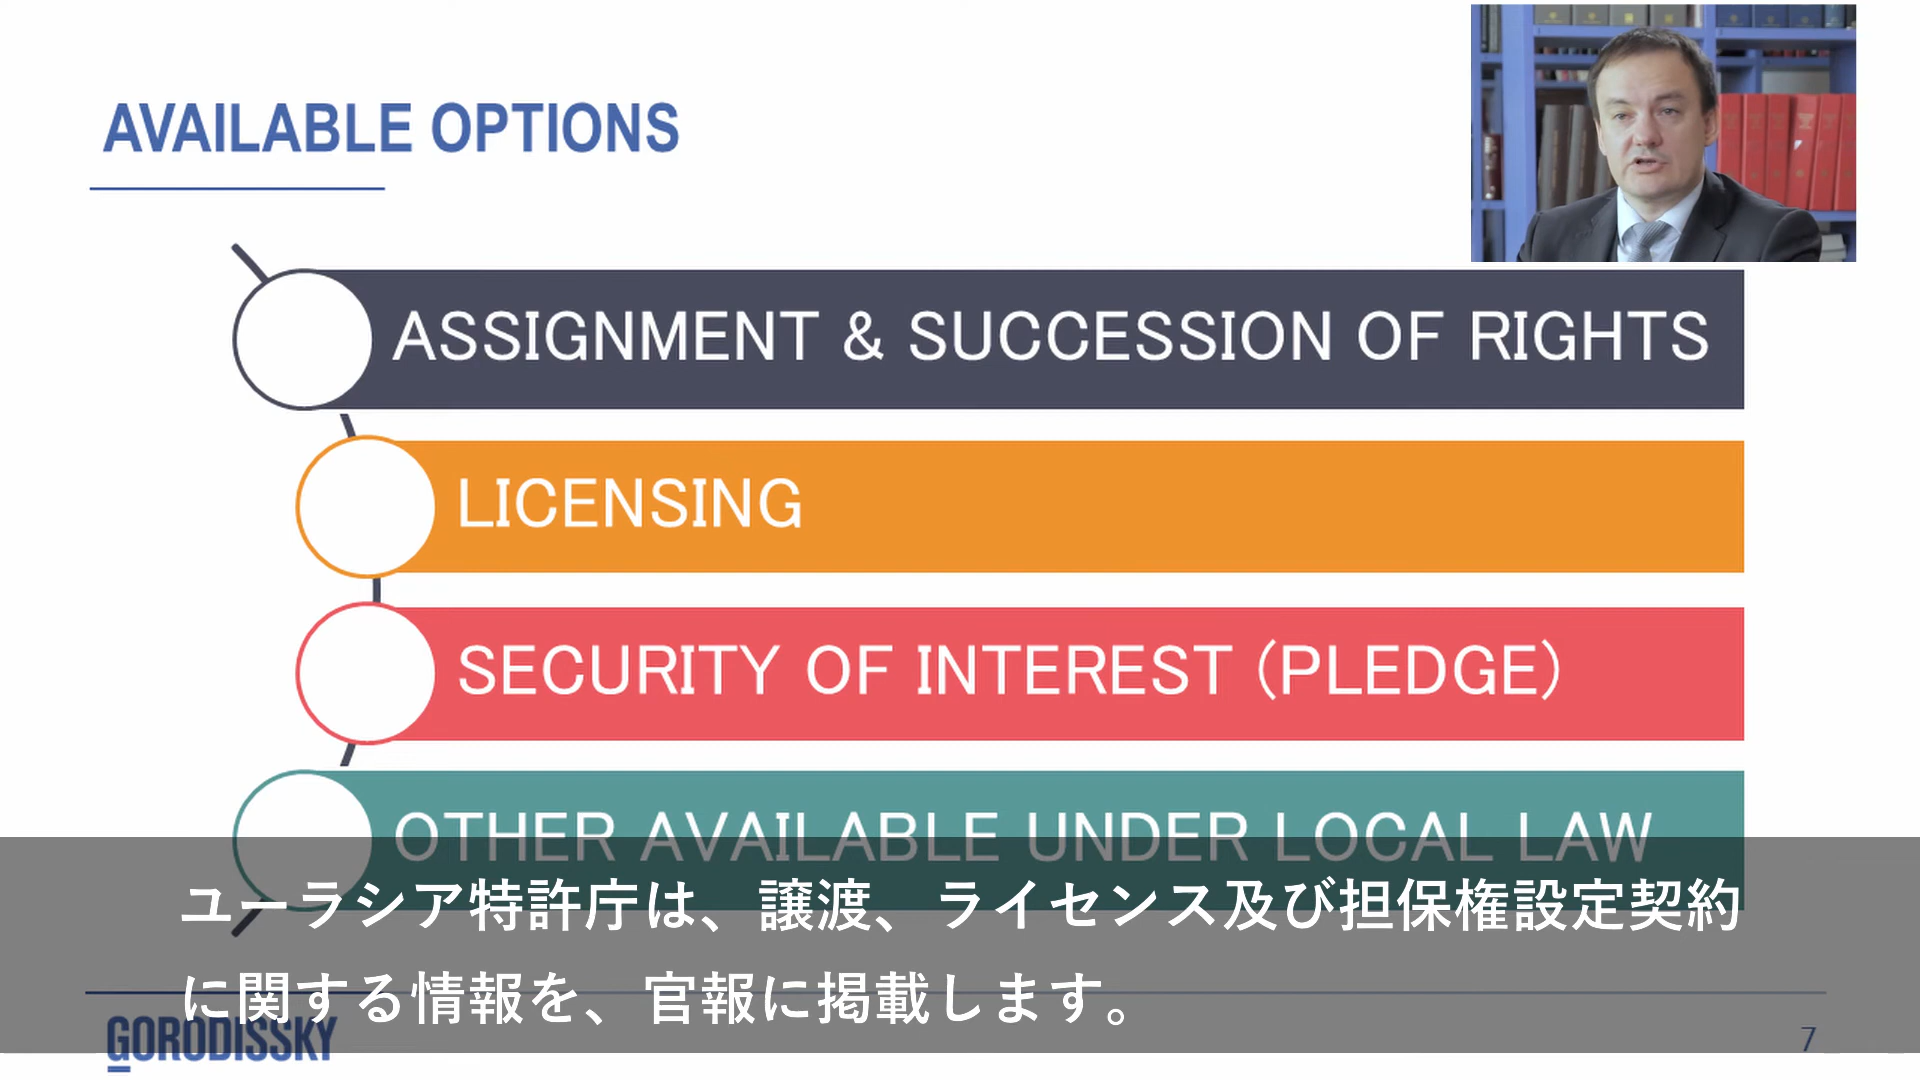 AVAILABLE OPTIONS
ASSIGNMENT & SUCCESSION OF RIGHTS
LICENSING
SECURITY OF INTEREST (PLEDGE)
OTHER AVAILABLE UNDER LOCAL LAW
ユーラシア特許庁は、譲渡、ライセンス及び担保権設定契約
に関する情報を、官報に掲載します。
GORODISSKY
7